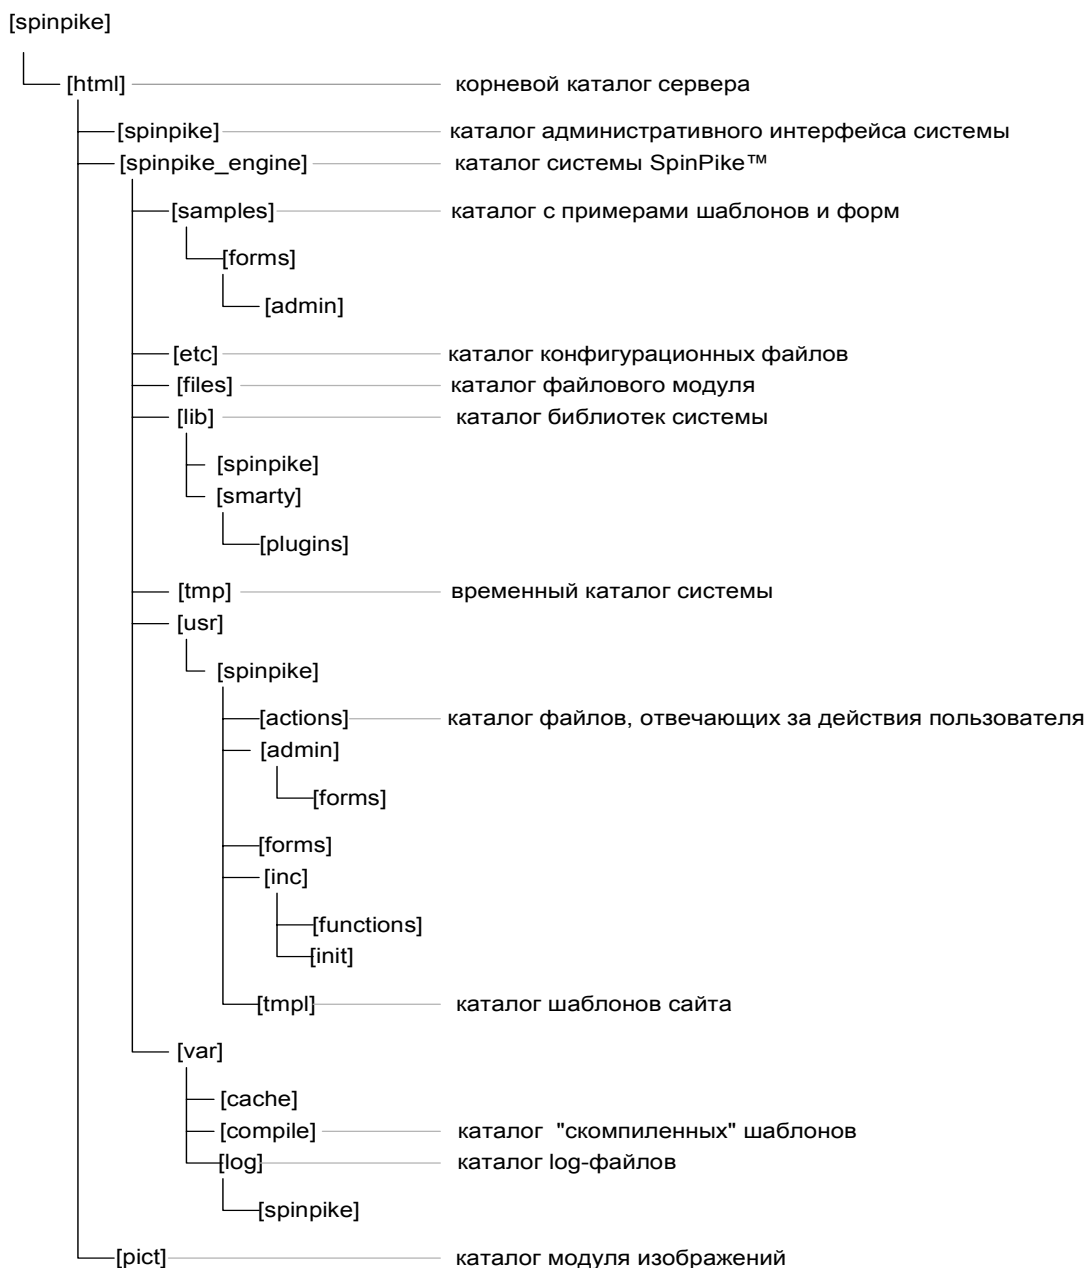 [spinpike]
[html] корневой каталог сервера
[spinpike] каталог административного интерфейса системы
[spinpike_engine] каталог системы SpinPike™
[samples] каталог с примерами шаблонов и форм
[forms]
[admin]
[etc] каталог конфигурационных файлов
[files] каталог файлового модуля
[lib] каталог библиотек системы
[spinpike]
[smarty]
[plugins]
[tmp] временный каталог системы
[usr]
[spinpike]
[actions] каталог файлов, отвечающих за действия пользователя
[admin]
[forms]
[forms]
[inc]
[functions]
[init]
[tmpl] каталог шаблонов сайта
[var]
[cache]
[compile] каталог "скомпиленных" шаблонов
[log] каталог log-файлов
[spinpike]
[pict] каталог модуля изображений